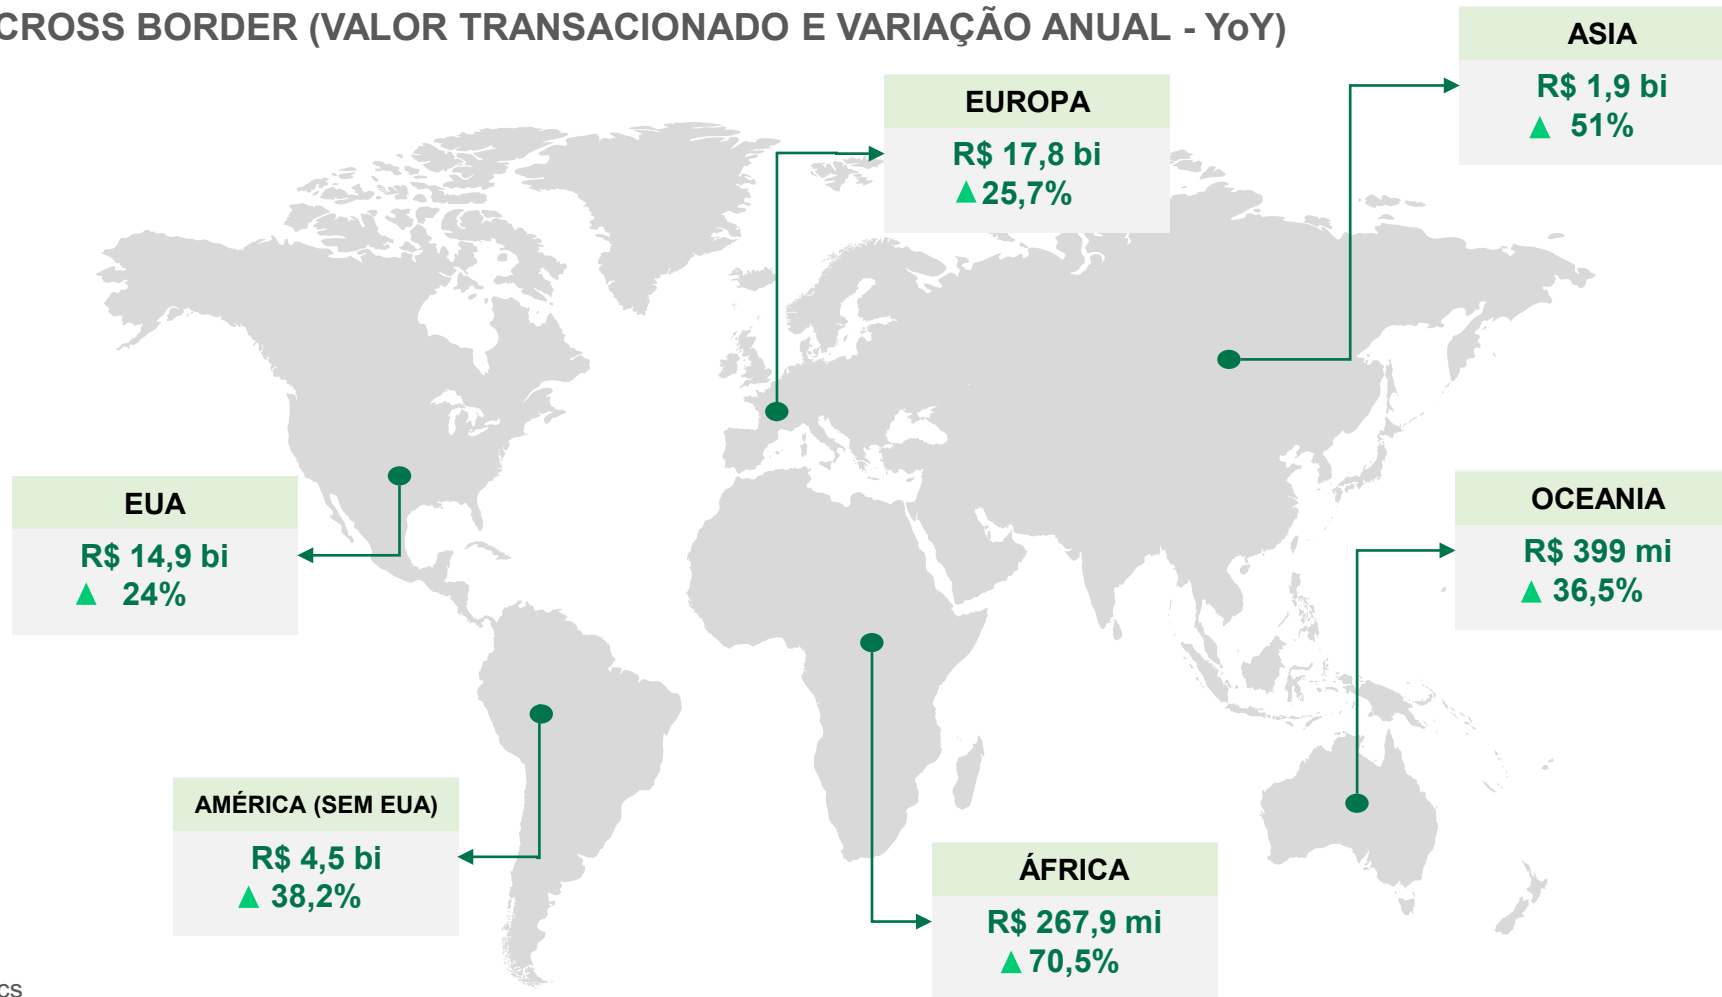 CROSS BORDER (VALOR TRANSACIONADO E VARIAÇÃO ANUAL - YoY)
ASIA
R$ 1,9 bi
▲ 51%
EUROPA
R$ 17,8 bi
▲ 25,7%
EUA
R$ 14,9 bi
▲ 24%
OCEANIA
R$ 399 mi
▲ 36,5%
AMÉRICA (SEM EUA)
R$ 4,5 bi
▲ 38,2%
ÁFRICA
R$ 267,9 mi
▲ 70,5%
cs